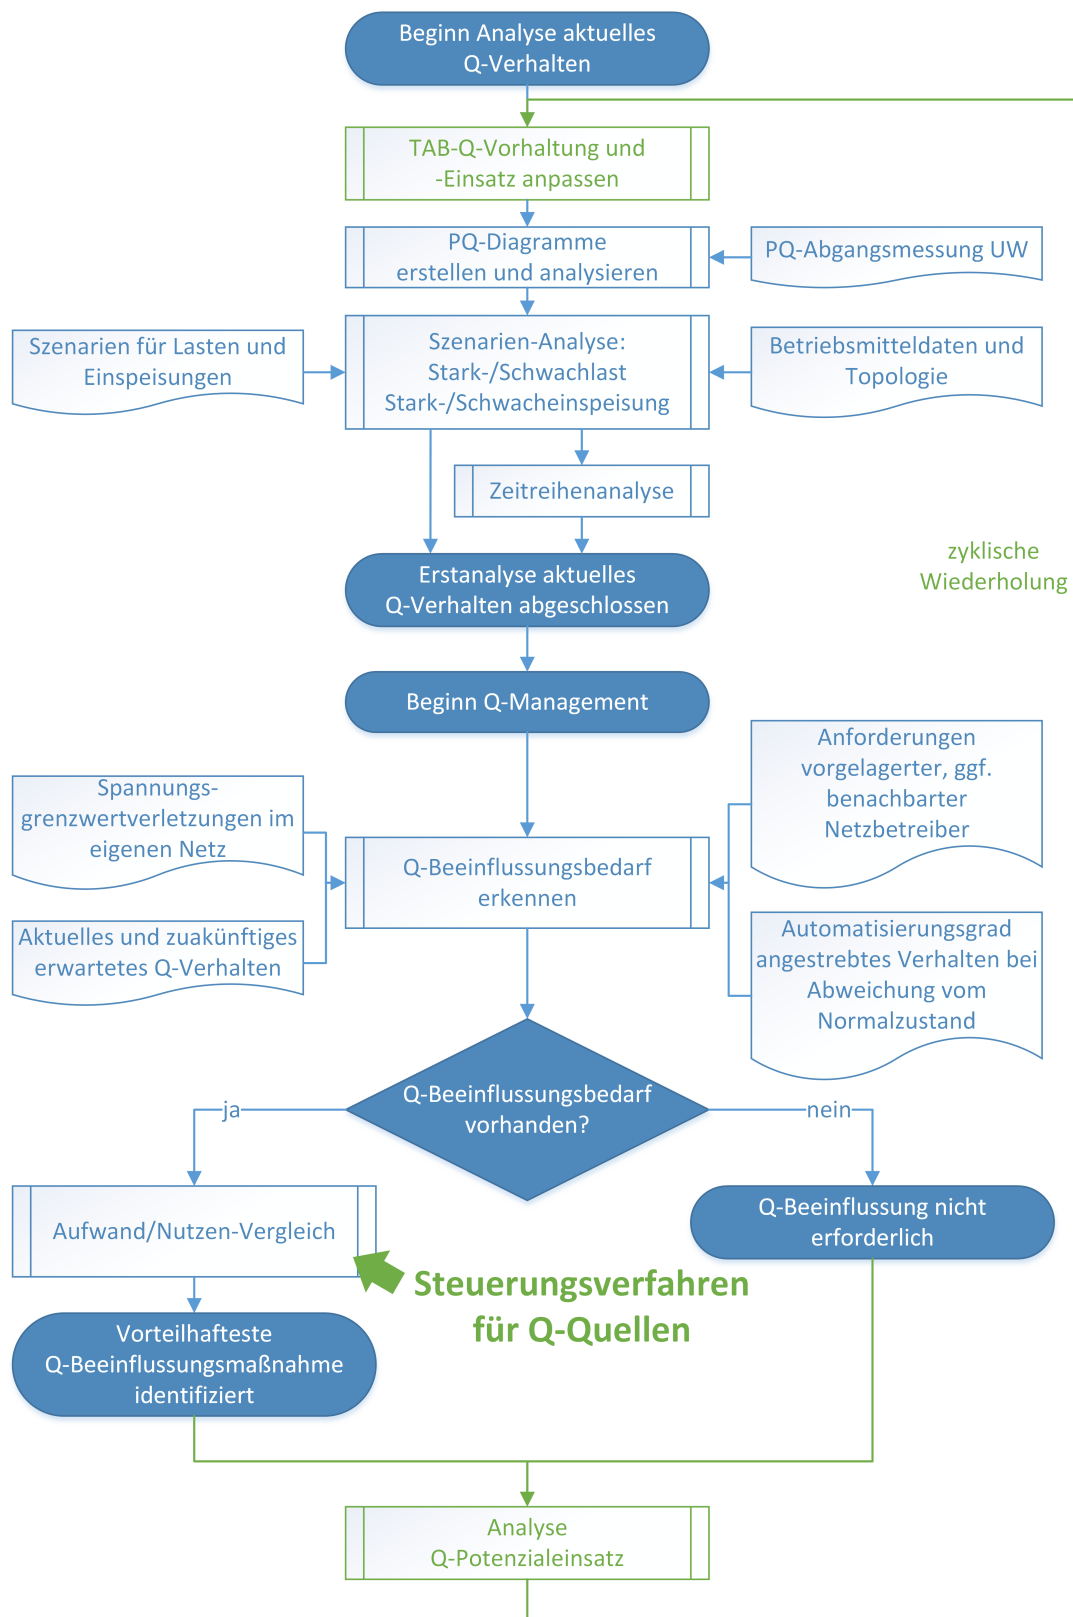 Beginn Analyse aktuelles
Q-Verhalten
TAB-Q-Vorhaltung und
-Einsatz anpassen
PQ-Diagramme
erstellen und analysieren
PQ-Abgangsmessung UW
Szenarien für Lasten und
Einspeisungen
Szenarien-Analyse:
Stark-/Schwachlast
Stark-/Schwacheinspeisung
Betriebsmitteldaten und
Topologie
Zeitreihenanalyse
zyklische
Wiederholung
Erstanalyse aktuelles
Q-Verhalten abgeschlossen
Beginn Q-Management
Spannungs-
grenzwertverletzungen im
eigenen Netz
Anforderungen
vorgelagerter, ggf.
benachbarter
Netzbetreiber
Q-Beeinflussungsbedarf
erkennen
Aktuelles und zuakünftiges
erwartetes Q-Verhalten
Automatisierungsgrad
angestrebtes Verhalten bei
Abweichung vom
Normalzustand
Q-Beeinflussungsbedarf
vorhanden?
ja
nein
Aufwand/Nutzen-Vergleich
Q-Beeinflussung nicht
erforderlich
Steuerungsverfahren
für Q-Quellen
Vorteilhafteste
Q-Beeinflussungsmaßnahme
identifiziert
Analyse
Q-Potenzialeinsatz